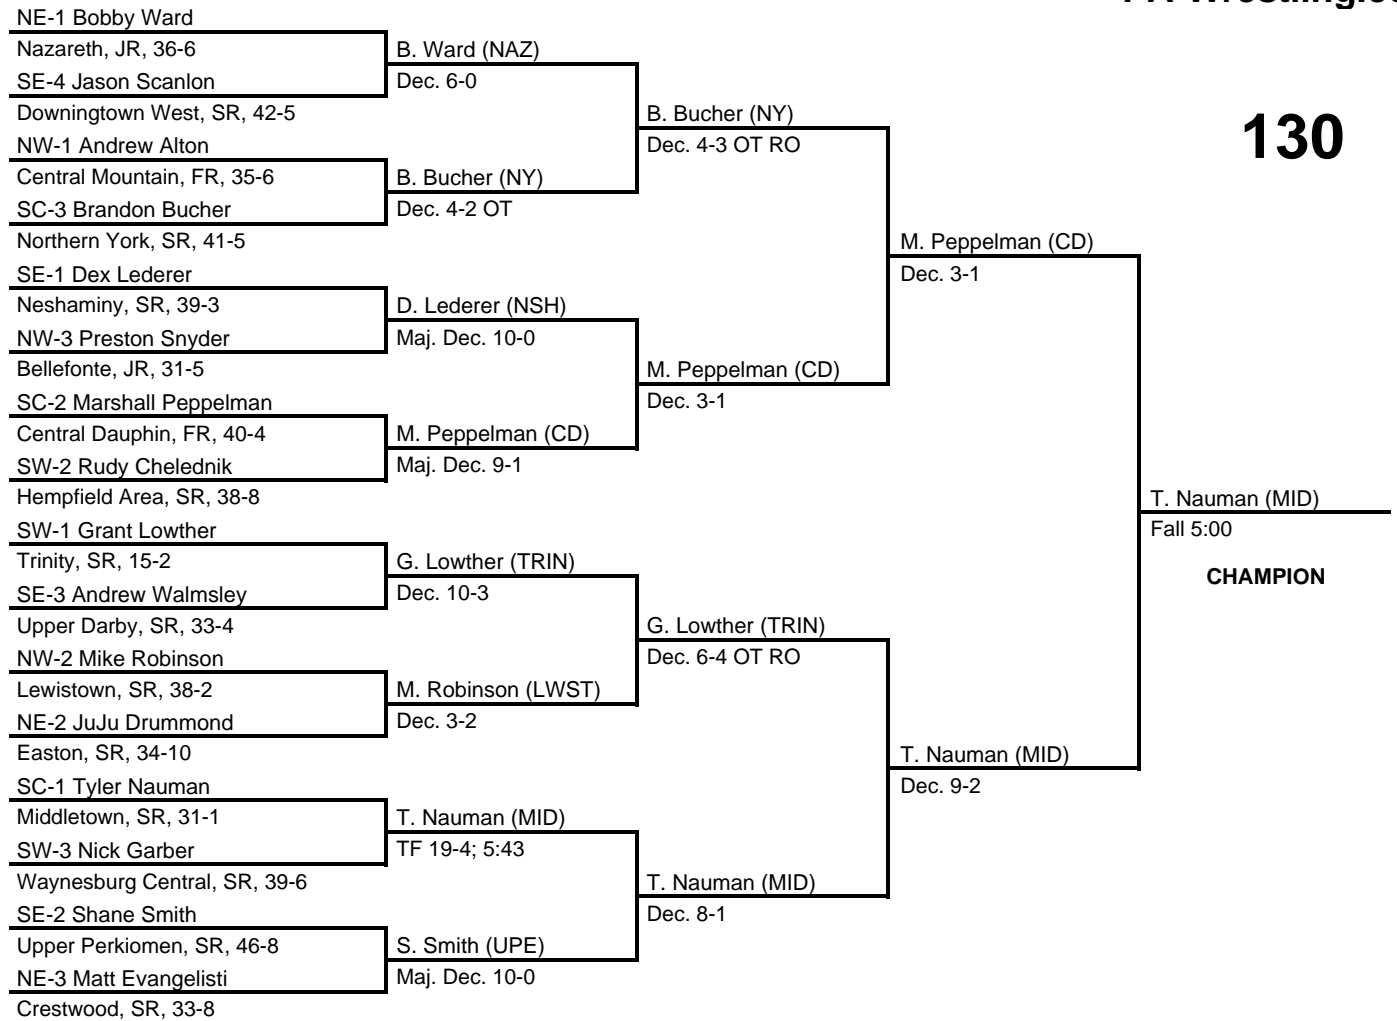 NE-1 Bobby Ward
Nazareth, JR, 36-6
SE-4 Jason Scanlon
Downingtown West, SR, 42-5
NW-1 Andrew Alton
Central Mountain, FR, 35-6
SC-3 Brandon Bucher
Northern York, SR, 41-5
SE-1 Dex Lederer
Neshaminy, SR, 39-3
NW-3 Preston Snyder
Bellefonte, JR, 31-5
SC-2 Marshall Peppelman
Central Dauphin, FR, 40-4
SW-2 Rudy Chelednik
Hempfield Area, SR, 38-8
SW-1 Grant Lowther
Trinity, SR, 15-2
SE-3 Andrew Walmsley
Upper Darby, SR, 33-4
NW-2 Mike Robinson
Lewistown, SR, 38-2
NE-2 JuJu Drummond
Easton, SR, 34-10
SC-1 Tyler Nauman
Middletown, SR, 31-1
SW-3 Nick Garber
Waynesburg Central, SR, 39-6
SE-2 Shane Smith
Upper Perkiomen, SR, 46-8
NE-3 Matt Evangelisti
Crestwood, SR, 33-8
B. Ward (NAZ)
Dec. 6-0
B. Bucher (NY)
Dec. 4-2 OT
D. Lederer (NSH)
Maj. Dec. 10-0
M. Peppelman (CD)
Maj. Dec. 9-1
G. Lowther (TRIN)
Dec. 10-3
M. Robinson (LWST)
Dec. 3-2
T. Nauman (MID)
TF 19-4; 5:43
S. Smith (UPE)
Maj. Dec. 10-0
B. Bucher (NY)
Dec. 4-3 OT RO
M. Peppelman (CD)
Dec. 3-1
G. Lowther (TRIN)
Dec. 6-4 OT RO
T. Nauman (MID)
Dec. 8-1
M. Peppelman (CD)
Dec. 3-1
T. Nauman (MID)
Dec. 9-2
130
T. Nauman (MID)
Fall 5:00
CHAMPION